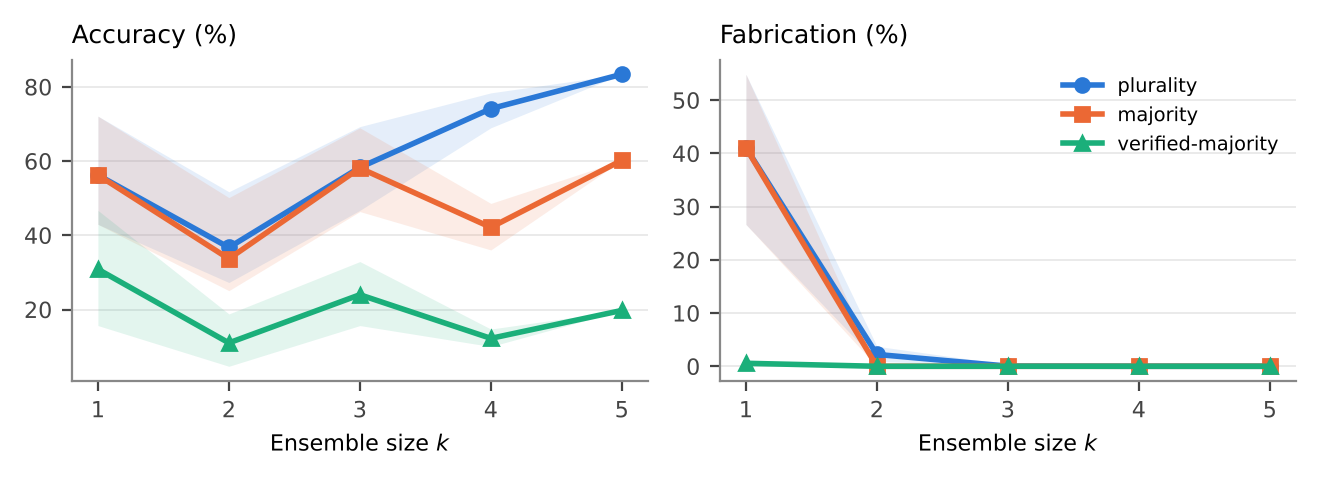 Accuracy (%)
80
60
40
20
1 2 3 4 5
Ensemble size k
Fabrication (%)
50
40
30
20
10
0
plurality
majority
verified-majority
1 2 3 4 5
Ensemble size k